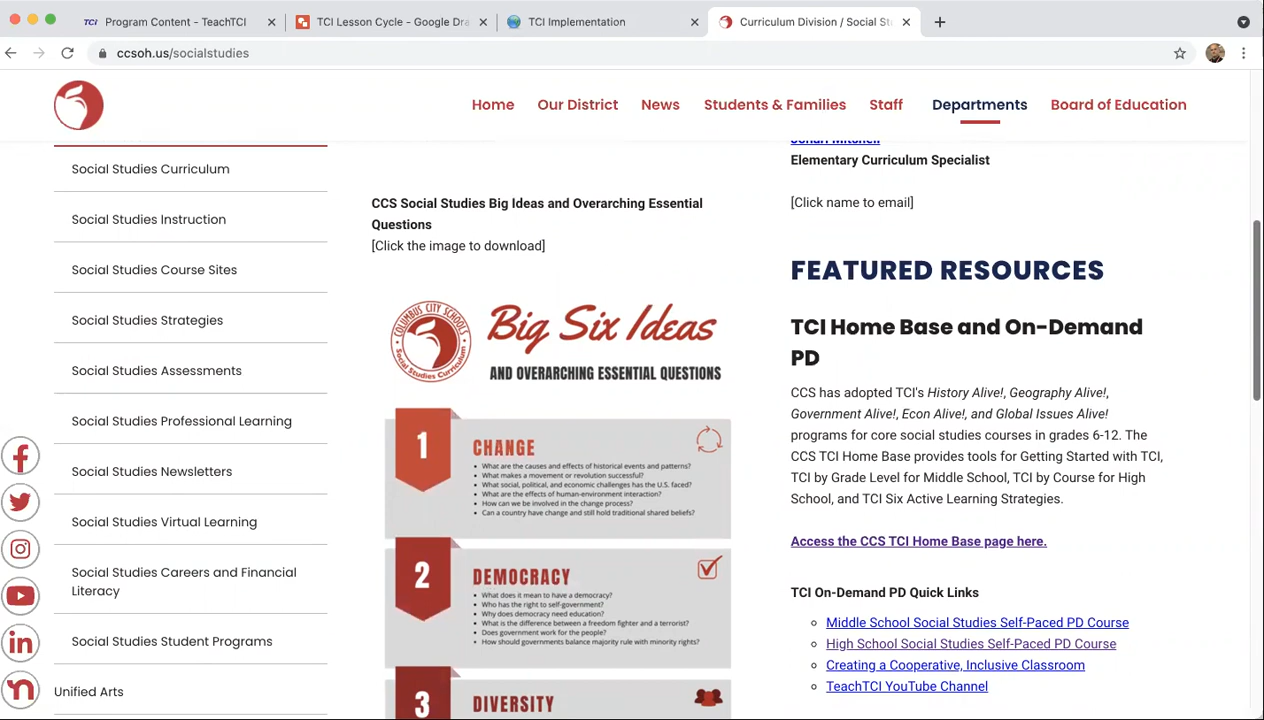 TCI Program Content - TeachTCI
TCI Lesson Cycle - Google Dra
TCI Implementation
Curriculum Division / Social Stu
ccsoh.us/socialstudies
Home Our District News Students & Families Staff Departments Board of Education
Social Studies Curriculum
Social Studies Instruction
Social Studies Course Sites
Social Studies Strategies
Social Studies Assessments
Social Studies Professional Learning
Social Studies Newsletters
Social Studies Virtual Learning
Social Studies Careers and Financial
Literacy
Social Studies Student Programs
Unified Arts
CCS Social Studies Big Ideas and Overarching Essential
Questions
[Click the image to download]
COLUMBUS CITY SCHOOLS
Social Studies Curriculum
Big Six Ideas
AND OVERARCHING ESSENTIAL QUESTIONS
1
CHANGE
What are the causes and effects of historical events and patterns?
What makes a movement or revolution successful?
What social, political, and economic challenges has the U.S. faced?
What are the effects of human-environment interaction?
How can we be involved in the change process?
Can a country have change and still hold traditional shared beliefs?
2
DEMOCRACY
What does it mean to have a democracy?
Who has the right to self-government?
Why does democracy need education?
What is the difference between a freedom fighter and a terrorist?
Does government work for the people?
How should governments balance majority rule with minority rights?
3
DIVERSITY
Johari Mitchell
Elementary Curriculum Specialist
[Click name to email]
FEATURED RESOURCES
TCI Home Base and On-Demand
PD
CCS has adopted TCI's History Alive!, Geography Alive!,
Government Alive!, Econ Alive!, and Global Issues Alive!
programs for core social studies courses in grades 6-12. The
CCS TCI Home Base provides tools for Getting Started with TCI,
TCI by Grade Level for Middle School, TCI by Course for High
School, and TCI Six Active Learning Strategies.
Access the CCS TCI Home Base page here.
TCI On-Demand PD Quick Links
Middle School Social Studies Self-Paced PD Course
High School Social Studies Self-Paced PD Course
Creating a Cooperative, Inclusive Classroom
TeachTCI YouTube Channel